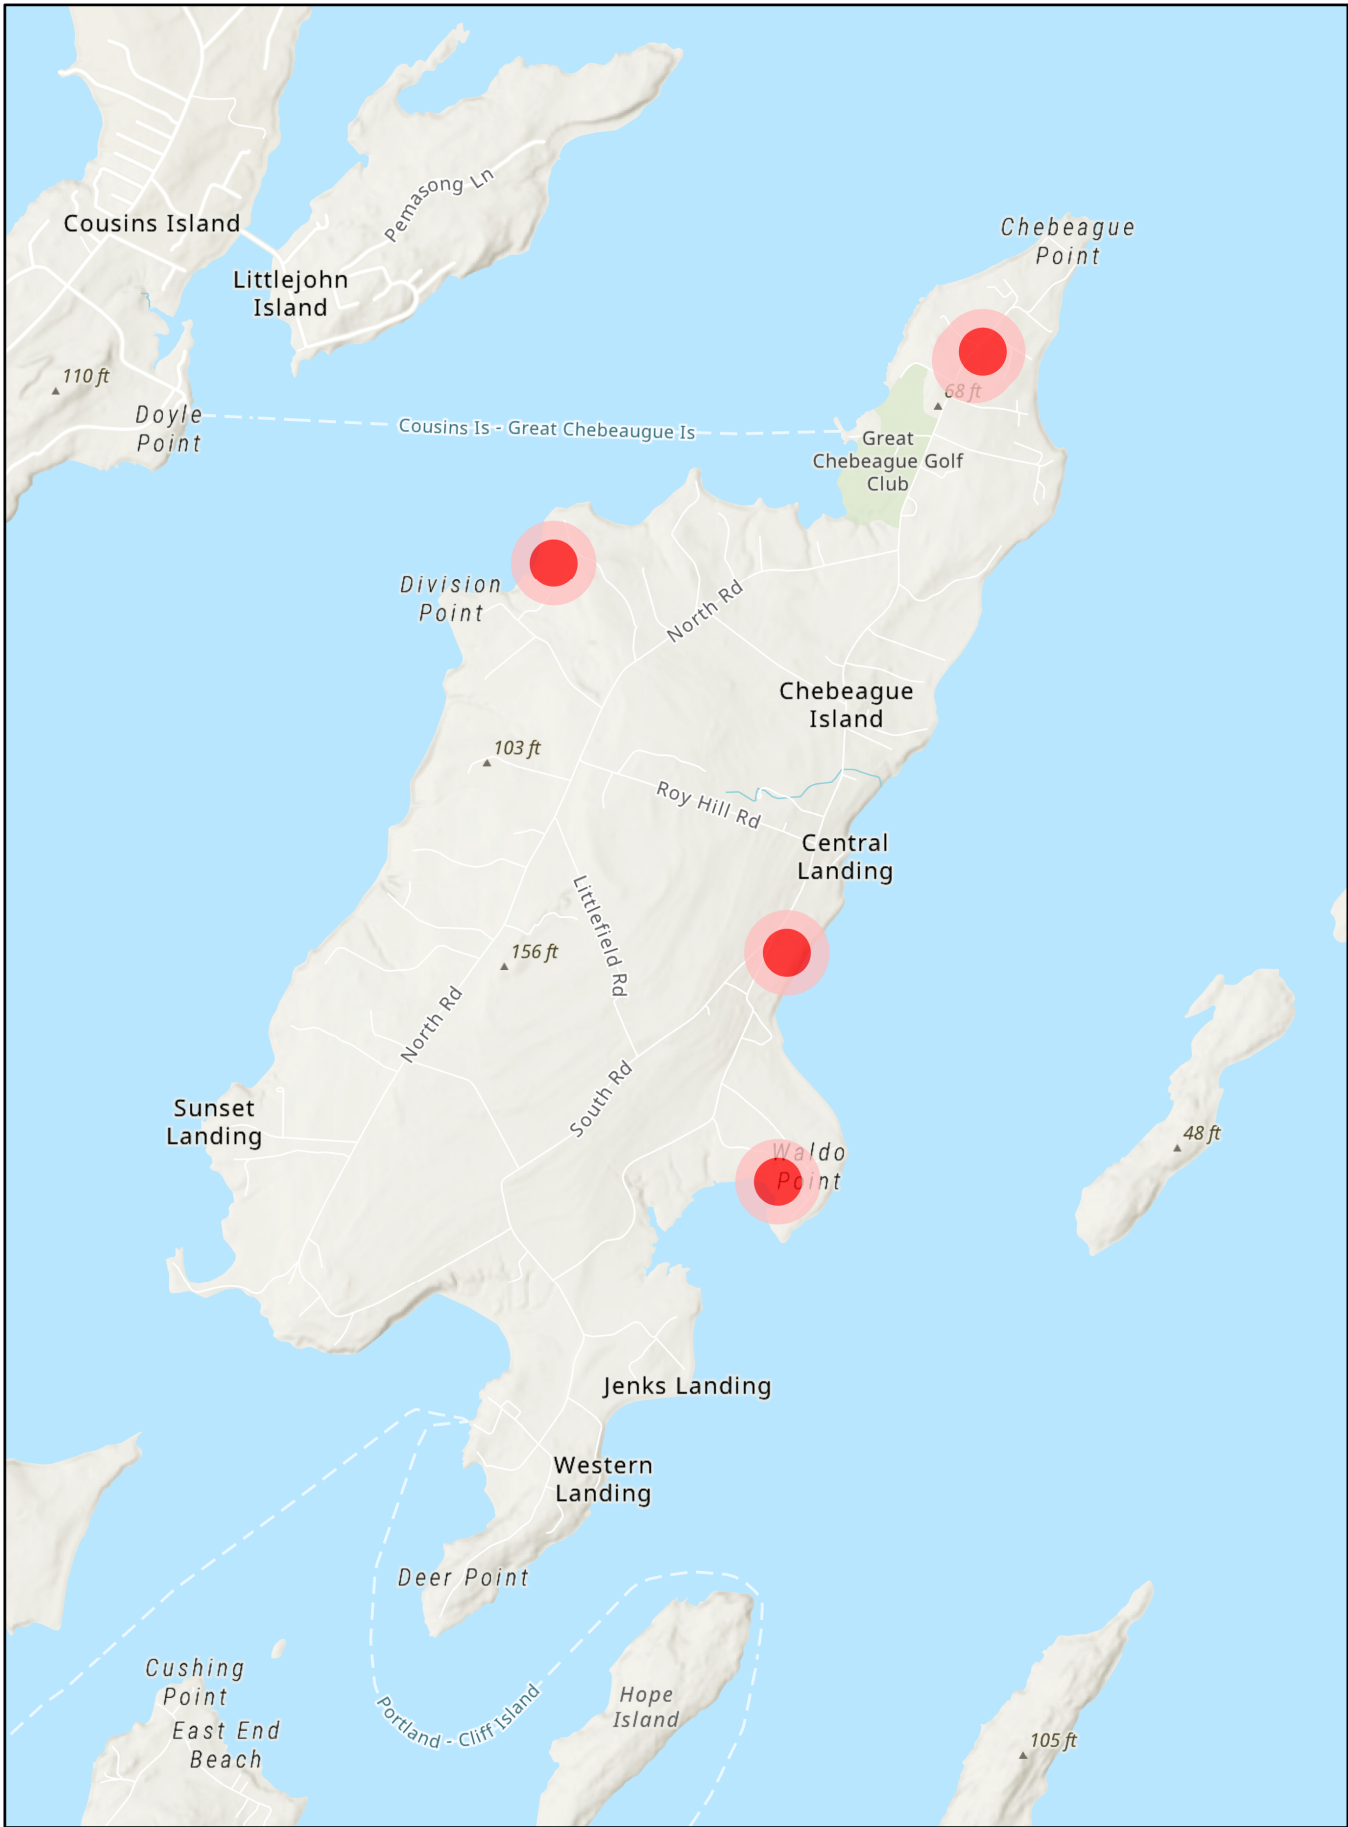 Pemasong Ln
Cousins Island
Chebeague
Point
Littlejohn
Island
110 ft
68 ft
Doyle
Point
Cousins Is - Great Chebeaugue Is
Great
Chebeague Golf
Club
Division
Point
North Rd
Chebeague
Island
103 ft
Roy Hill Rd
Central
Landing
Littlefield Rd
156 ft
North Rd
South Rd
Sunset
Landing
48 ft
Waldo
Point
Jenks Landing
Western
Landing
Deer Point
Cushing
Point
Hope
Island
Portland - Cliff Island
East End
Beach
105 ft